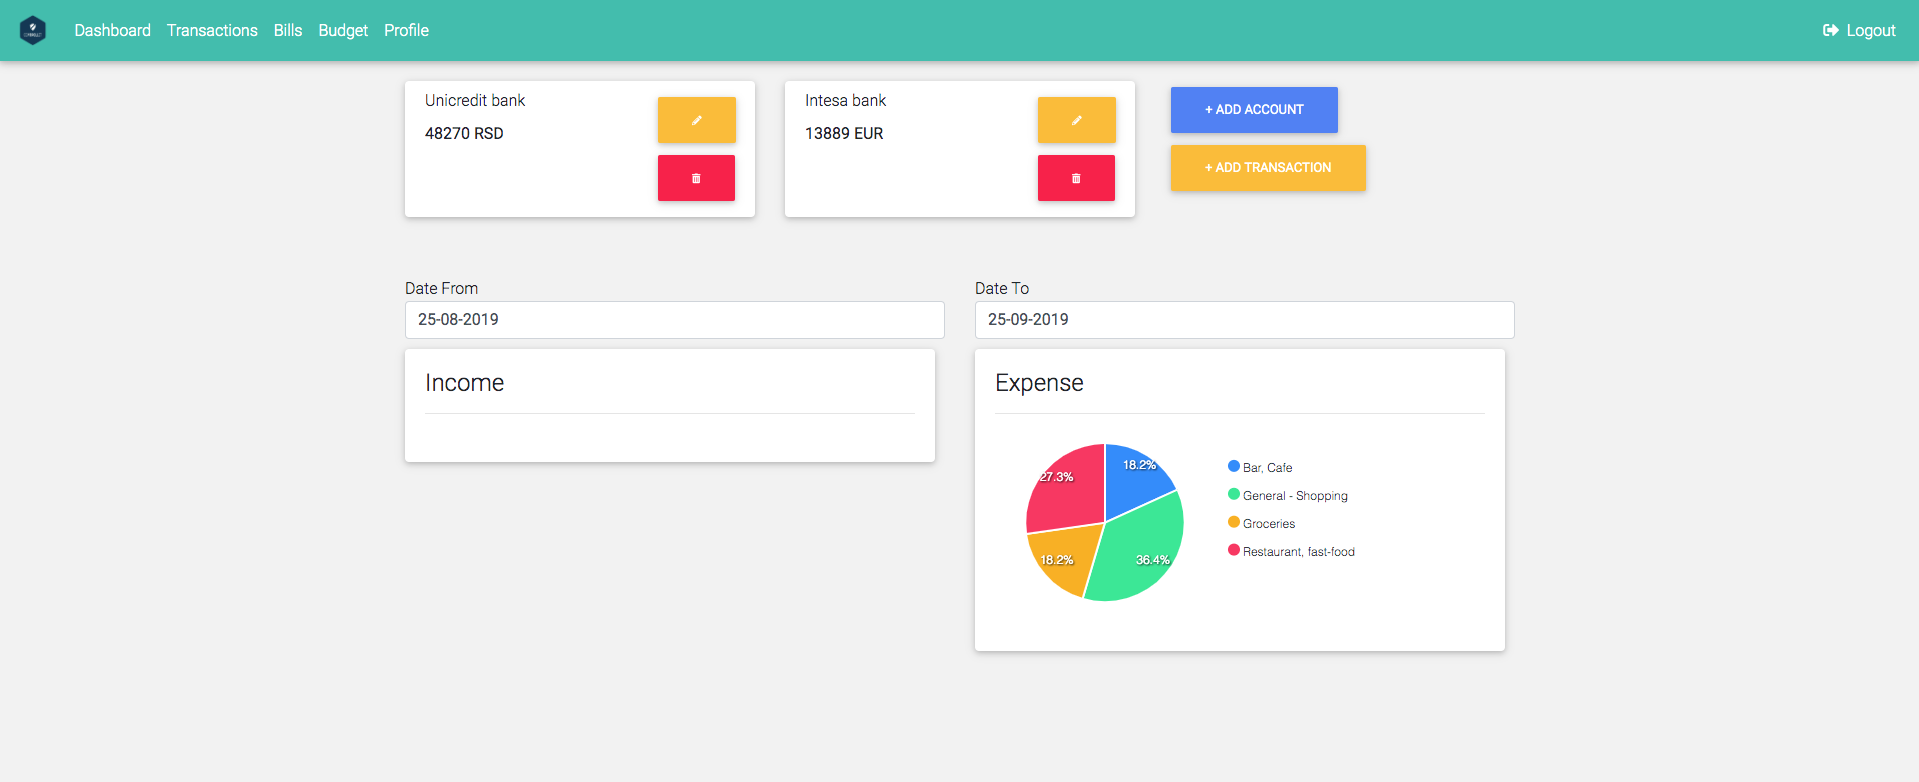 Dashboard Transactions Bills Budget Profile Logout
Unicredit bank
48270 RSD
Intesa bank
13889 EUR
+ ADD ACCOUNT
+ ADD TRANSACTION
Date From
25-08-2019
Date To
25-09-2019
Income
Expense
18.2%
36.4%
18.2%
27.3%
Bar, Cafe
General - Shopping
Groceries
Restaurant, fast-food